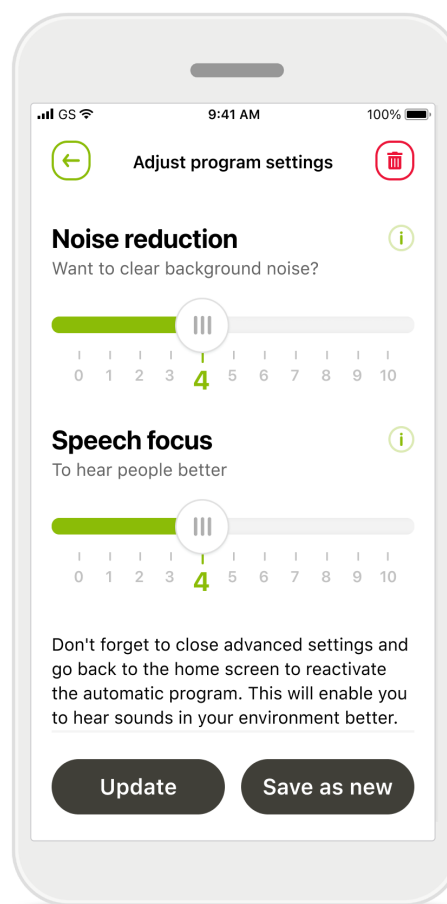 GS 9:41 AM 100%
Adjust program settings
Noise reduction i
Want to clear background noise?
0 1 2 3 4 5 6 7 8 9 10
Speech focus i
To hear people better
0 1 2 3 4 5 6 7 8 9 10
Don't forget to close advanced settings and
go back to the home screen to reactivate
the automatic program. This will enable you
to hear sounds in your environment better.
Update Save as new